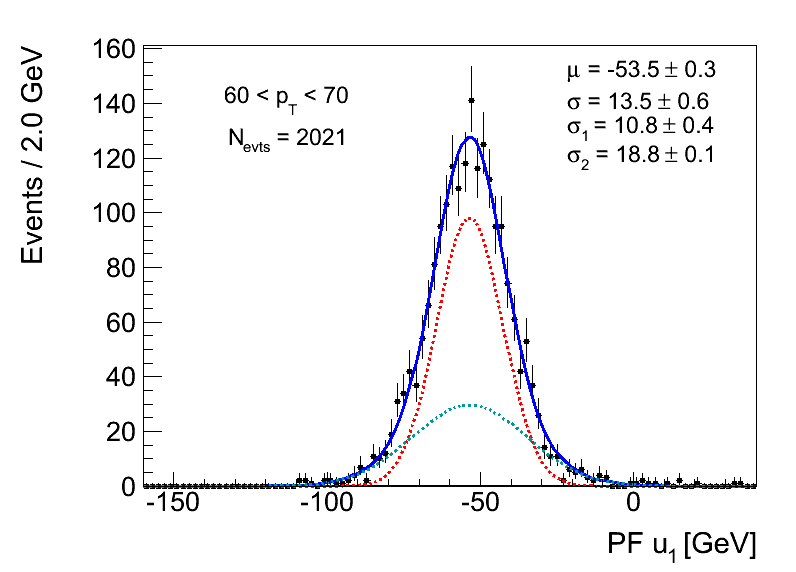 Events / 2.0 GeV
160
140
120
100
80
60
40
20
0
60 < pT < 70
Nevts = 2021
μ = -53.5 ± 0.3
σ = 13.5 ± 0.6
σ1 = 10.8 ± 0.4
σ2 = 18.8 ± 0.1
-150 -100 -50 0
PF u1 [GeV]